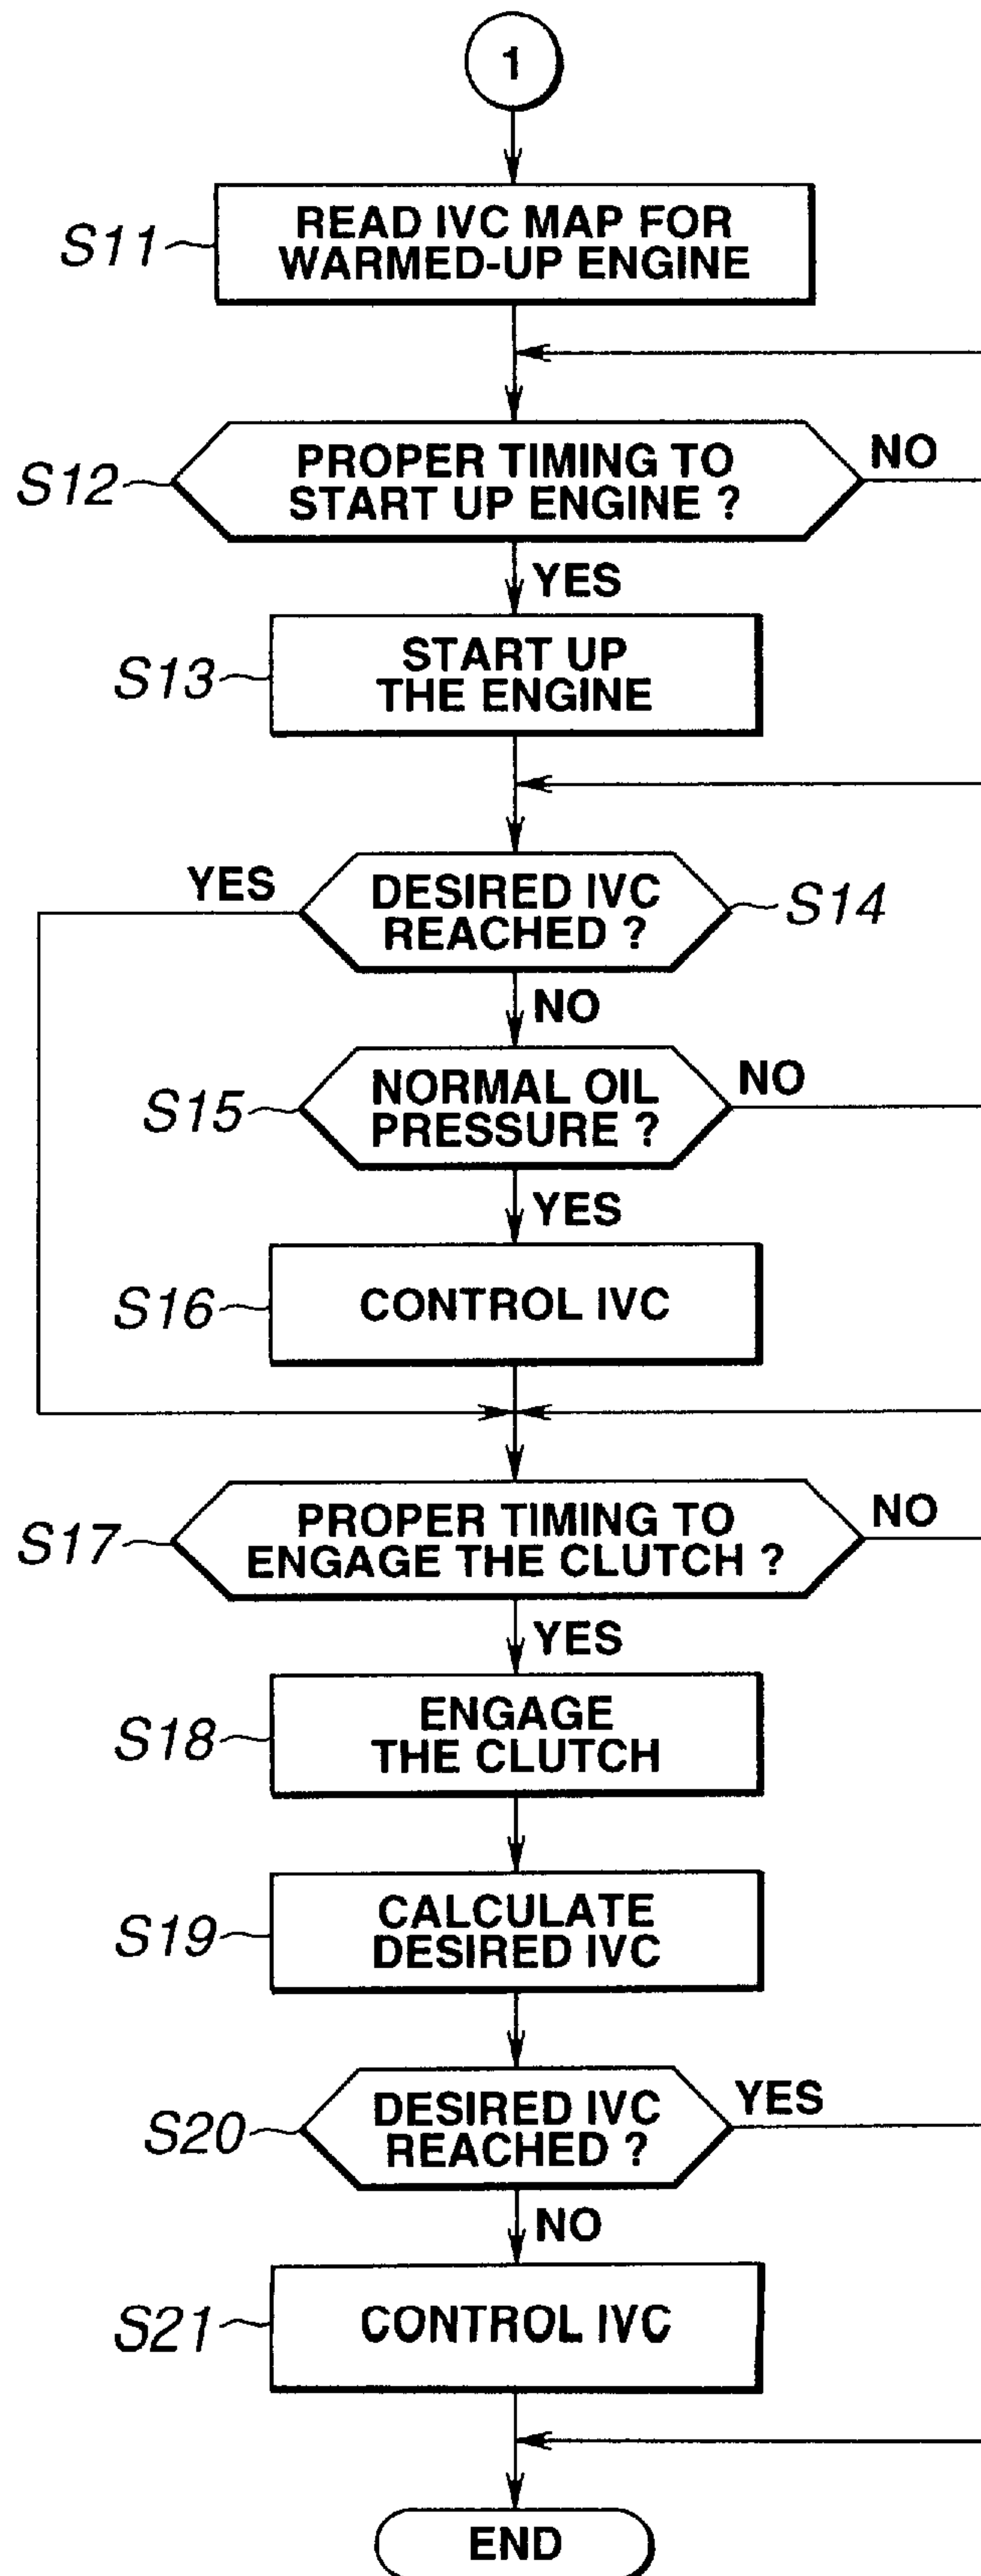 1
S11
READ IVC MAP FOR
WARMED-UP ENGINE
S12
PROPER TIMING TO
START UP ENGINE ?
NO
YES
S13
START UP
THE ENGINE
YES
DESIRED IVC
REACHED ?
S14
NO
S15
NORMAL OIL
PRESSURE ?
NO
YES
S16
CONTROL IVC
S17
PROPER TIMING TO
ENGAGE THE CLUTCH ?
NO
YES
S18
ENGAGE
THE CLUTCH
S19
CALCULATE
DESIRED IVC
S20
DESIRED IVC
REACHED ?
YES
NO
S21
CONTROL IVC
END